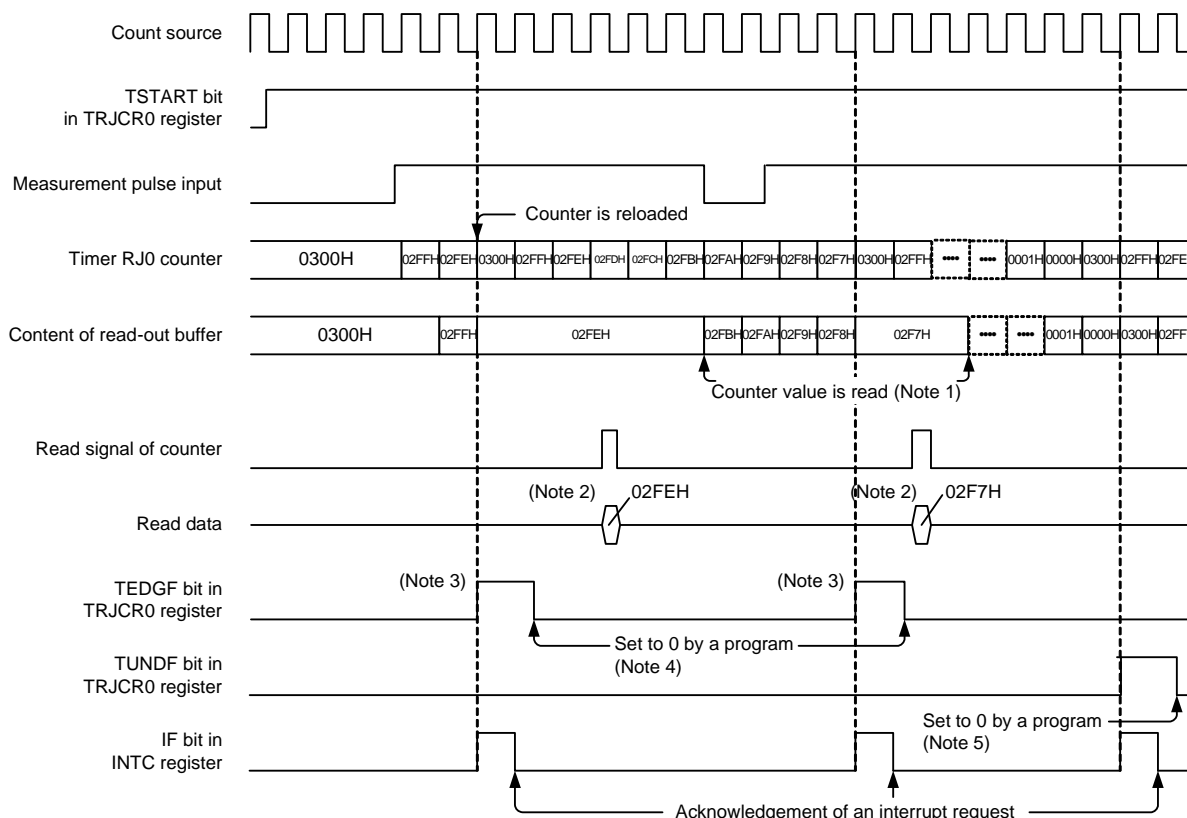 Count source
TSTART bit
in TRJCR0 register
Measurement pulse input
Counter is reloaded
Timer RJ0 counter
0300H 02FFH 02FEH 0300H 02FFH 02FEH 02FDH 02FCH 02FBH 02FAH 02F9H 02F8H 02F7H 0300H 02FFH •••• •••• 0001H 0000H 0300H 02FFH 02FE
Content of read-out buffer
0300H 02FFH 02FEH 02FBH 02FAH 02F9H 02F8H 02F7H •••• •••• 0001H 0000H 0300H 02FF
Counter value is read (Note 1)
Read signal of counter
(Note 2) 02FEH (Note 2) 02F7H
Read data
TEDGF bit in
TRJCR0 register
(Note 3) (Note 3)
Set to 0 by a program
(Note 4)
TUNDF bit in
TRJCR0 register
Set to 0 by a program
(Note 5)
IF bit in
INTC register
Acknowledgement of an interrupt request